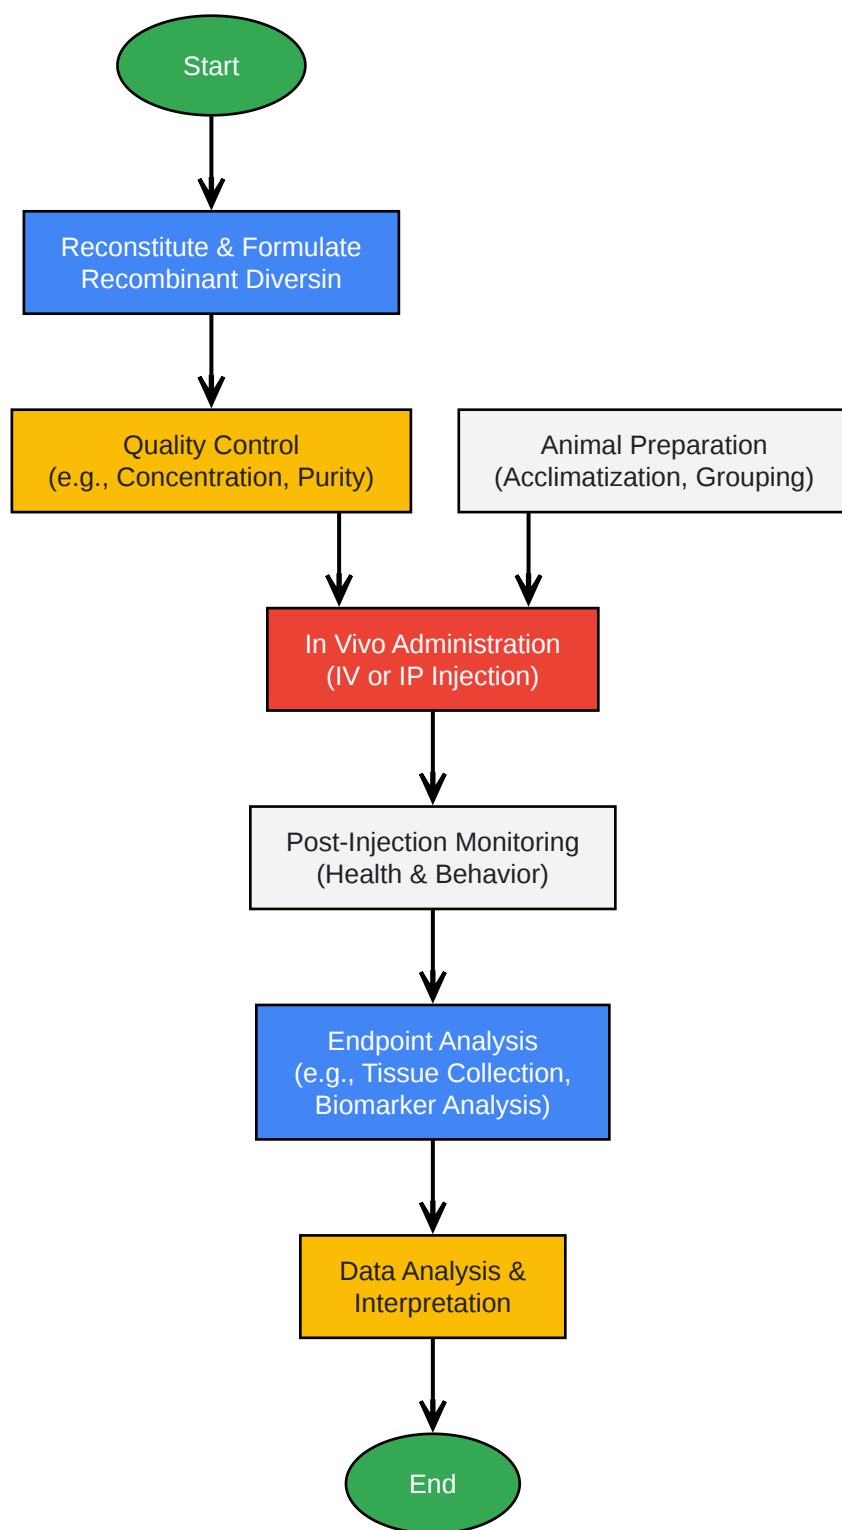 Start
Reconstitute & Formulate
Recombinant Diversin
Quality Control
(e.g., Concentration, Purity)
Animal Preparation
(Acclimatization, Grouping)
In Vivo Administration
(IV or IP Injection)
Post-Injection Monitoring
(Health & Behavior)
Endpoint Analysis
(e.g., Tissue Collection,
Biomarker Analysis)
Data Analysis &
Interpretation
End